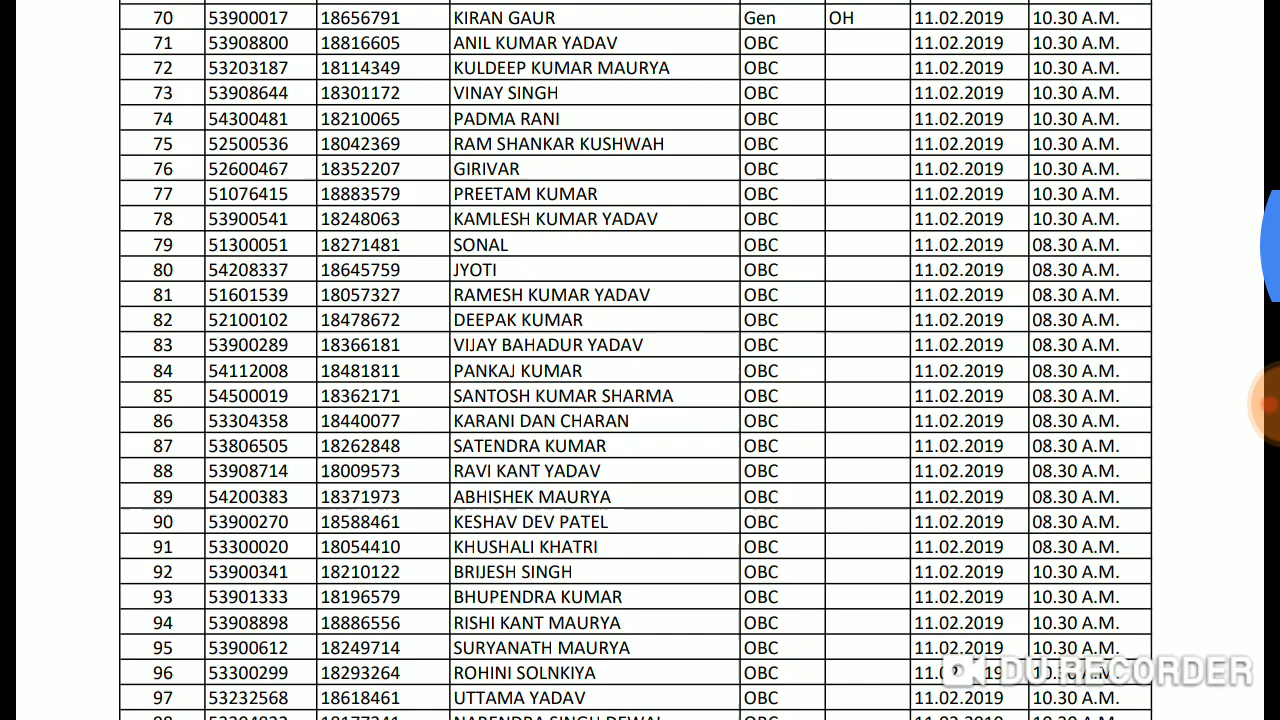 70 53900017 18656791 KIRAN GAUR Gen OH 11.02.2019 10.30 A.M.
71 53908800 18816605 ANIL KUMAR YADAV OBC 11.02.2019 10.30 A.M.
72 53203187 18114349 KULDEEP KUMAR MAURYA OBC 11.02.2019 10.30 A.M.
73 53908644 18301172 VINAY SINGH OBC 11.02.2019 10.30 A.M.
74 54300481 18210065 PADMA RANI OBC 11.02.2019 10.30 A.M.
75 52500536 18042369 RAM SHANKAR KUSHWAH OBC 11.02.2019 10.30 A.M.
76 52600467 18352207 GIRIVAR OBC 11.02.2019 10.30 A.M.
77 51076415 18883579 PREETAM KUMAR OBC 11.02.2019 10.30 A.M.
78 53900541 18248063 KAMLESH KUMAR YADAV OBC 11.02.2019 10.30 A.M.
79 51300051 18271481 SONAL OBC 11.02.2019 08.30 A.M.
80 54208337 18645759 JYOTI OBC 11.02.2019 08.30 A.M.
81 51601539 18057327 RAMESH KUMAR YADAV OBC 11.02.2019 08.30 A.M.
82 52100102 18478672 DEEPAK KUMAR OBC 11.02.2019 08.30 A.M.
83 53900289 18366181 VIJAY BAHADUR YADAV OBC 11.02.2019 08.30 A.M.
84 54112008 18481811 PANKAJ KUMAR OBC 11.02.2019 08.30 A.M.
85 54500019 18362171 SANTOSH KUMAR SHARMA OBC 11.02.2019 08.30 A.M.
86 53304358 18440077 KARANI DAN CHARAN OBC 11.02.2019 08.30 A.M.
87 53806505 18262848 SATENDRA KUMAR OBC 11.02.2019 08.30 A.M.
88 53908714 18009573 RAVI KANT YADAV OBC 11.02.2019 08.30 A.M.
89 54200383 18371973 ABHISHEK MAURYA OBC 11.02.2019 08.30 A.M.
90 53900270 18588461 KESHAV DEV PATEL OBC 11.02.2019 08.30 A.M.
91 53300020 18054410 KHUSHALI KHATRI OBC 11.02.2019 08.30 A.M.
92 53900341 18210122 BRIJESH SINGH OBC 11.02.2019 10.30 A.M.
93 53901333 18196579 BHUPENDRA KUMAR OBC 11.02.2019 10.30 A.M.
94 53908898 18886556 RISHI KANT MAURYA OBC 11.02.2019 10.30 A.M.
95 53900612 18249714 SURYANATH MAURYA OBC 11.02.2019 10.30 A.M.
96 53300299 18293264 ROHINI SOLNKIYA OBC 11.02.2019 10.30 A.M.
DU RECORDER
97 53232568 18618461 UTTAMA YADAV OBC 11.02.2019 10.30 A.M.